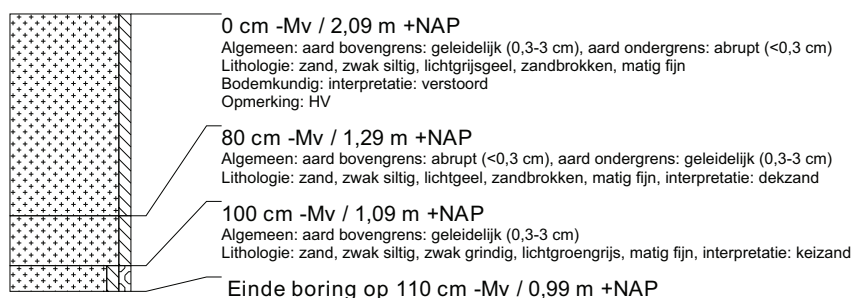 0 cm -Mv / 2,09 m +NAP
Algemeen: aard bovengrens: geleidelijk (0,3-3 cm), aard ondergrens: abrupt (<0,3 cm)
Lithologie: zand, zwak siltig, lichtgrijsgeel, zandbrokken, matig fijn
Bodemkundig: interpretatie: verstoord
Opmerking: HV
80 cm -Mv / 1,29 m +NAP
Algemeen: aard bovengrens: abrupt (<0,3 cm), aard ondergrens: geleidelijk (0,3-3 cm)
Lithologie: zand, zwak siltig, lichtgeel, zandbrokken, matig fijn, interpretatie: dekzand
100 cm -Mv / 1,09 m +NAP
Algemeen: aard bovengrens: geleidelijk (0,3-3 cm)
Lithologie: zand, zwak siltig, zwak grindig, lichtgroengrijs, matig fijn, interpretatie: keizand
Einde boring op 110 cm -Mv / 0,99 m +NAP